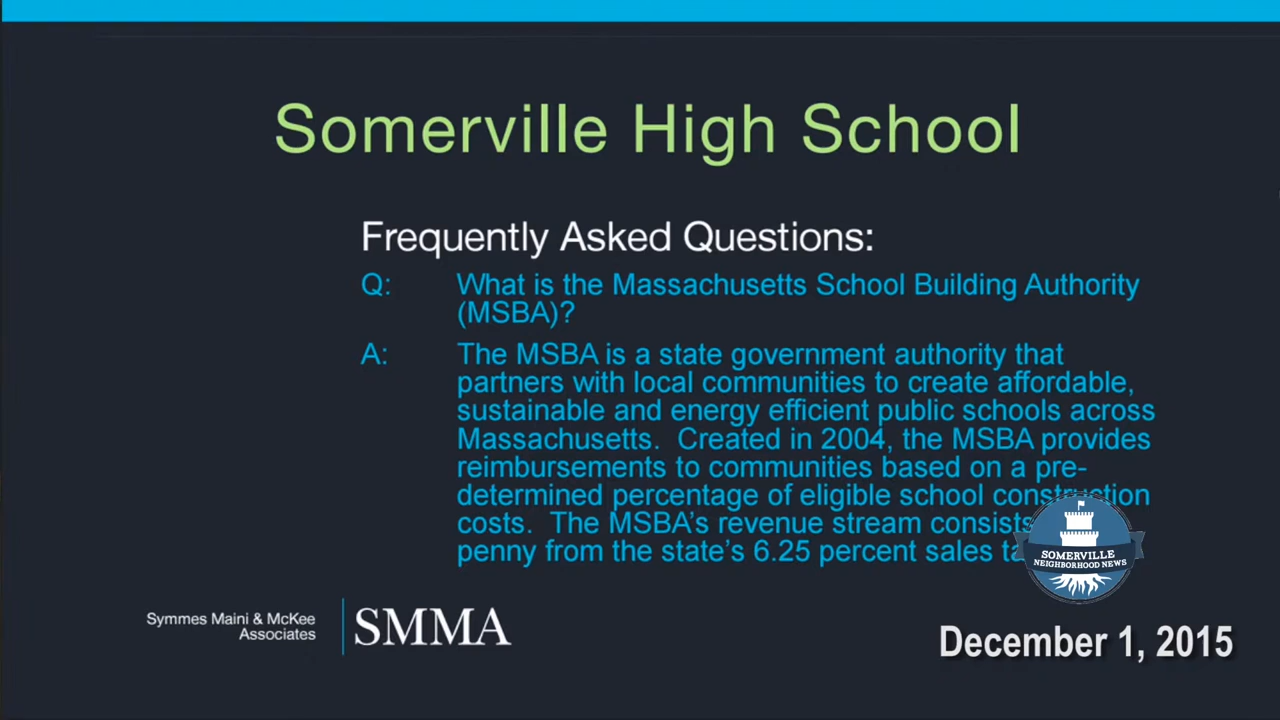 Somerville High School
Frequently Asked Questions:
Q: What is the Massachusetts School Building Authority
(MSBA)?
A: The MSBA is a state government authority that
partners with local communities to create affordable,
sustainable and energy efficient public schools across
Massachusetts. Created in 2004, the MSBA provides
reimbursements to communities based on a pre-
determined percentage of eligible school construction
costs. The MSBA's revenue stream consists
penny from the state's 6.25 percent sales
SOMERVILLE
NEIGHBORHOOD NEWS
Symmes Maini & McKee
Associates
SMMA
December 1, 2015